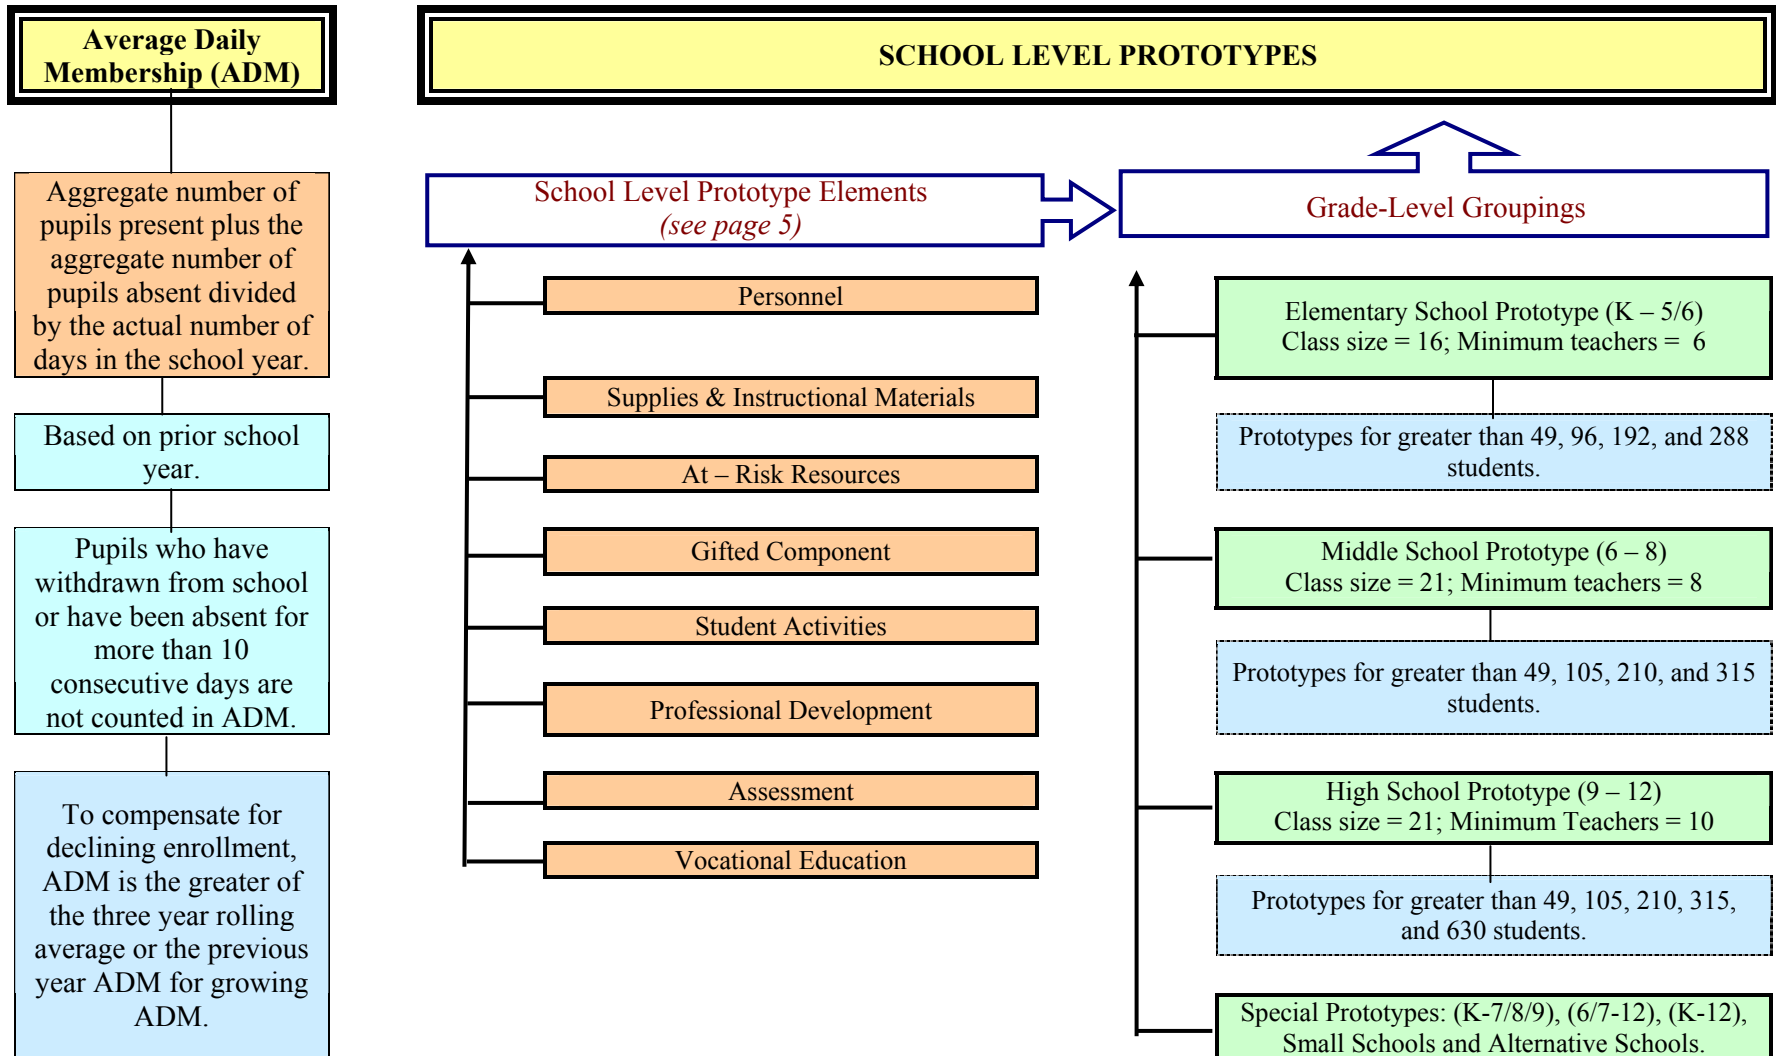 Average Daily
Membership (ADM)
Aggregate number of
pupils present plus the
aggregate number of
pupils absent divided
by the actual number of
days in the school year.
Based on prior school
year.
Pupils who have
withdrawn from school
or have been absent for
more than 10
consecutive days are
not counted in ADM.
To compensate for
declining enrollment,
ADM is the greater of
the three year rolling
average or the previous
year ADM for growing
ADM.
SCHOOL LEVEL PROTOTYPES
School Level Prototype Elements
(see page 5)
Personnel
Supplies & Instructional Materials
At – Risk Resources
Gifted Component
Student Activities
Professional Development
Assessment
Vocational Education
Grade-Level Groupings
Elementary School Prototype (K – 5/6)
Class size = 16; Minimum teachers = 6
Prototypes for greater than 49, 96, 192, and 288
students.
Middle School Prototype (6 – 8)
Class size = 21; Minimum teachers = 8
Prototypes for greater than 49, 105, 210, and 315
students.
High School Prototype (9 – 12)
Class size = 21; Minimum Teachers = 10
Prototypes for greater than 49, 105, 210, 315,
and 630 students.
Special Prototypes: (K-7/8/9), (6/7-12), (K-12),
Small Schools and Alternative Schools.